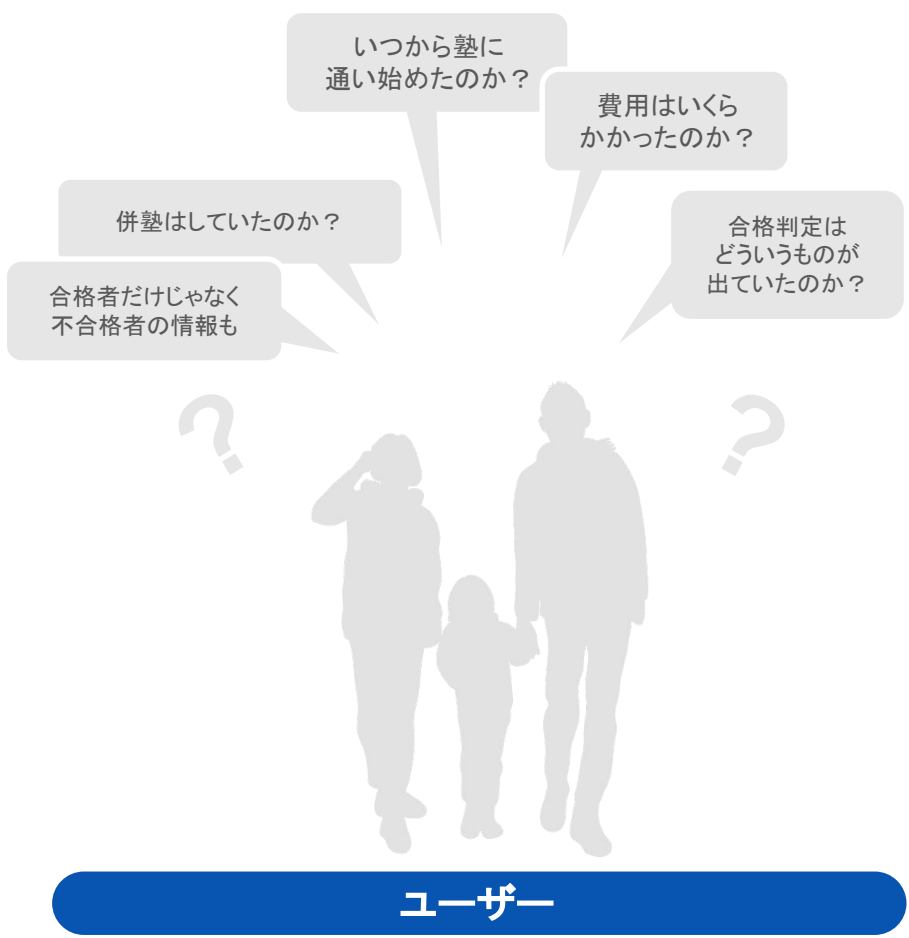 いつから塾に
通い始めたのか？
費用はいくら
かかったのか？
併塾はしていたのか？
合格判定は
どういうものが
出ていたのか？
合格者だけじゃなく
不合格者の情報も
?
?
ユーザー